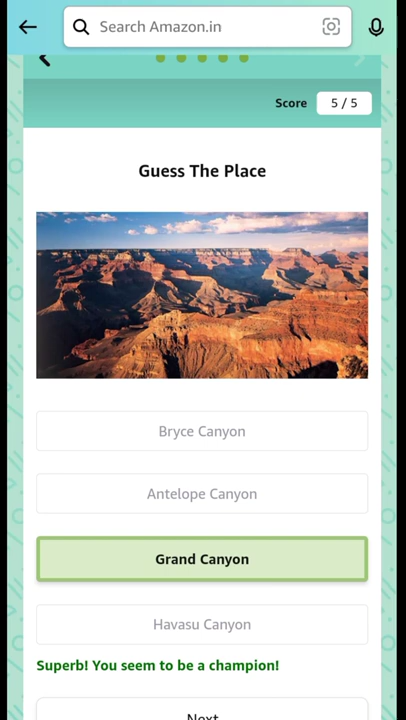 Search Amazon.in
Score 5 / 5
Guess The Place
Bryce Canyon
Antelope Canyon
Grand Canyon
Havasu Canyon
Superb! You seem to be a champion!
Next